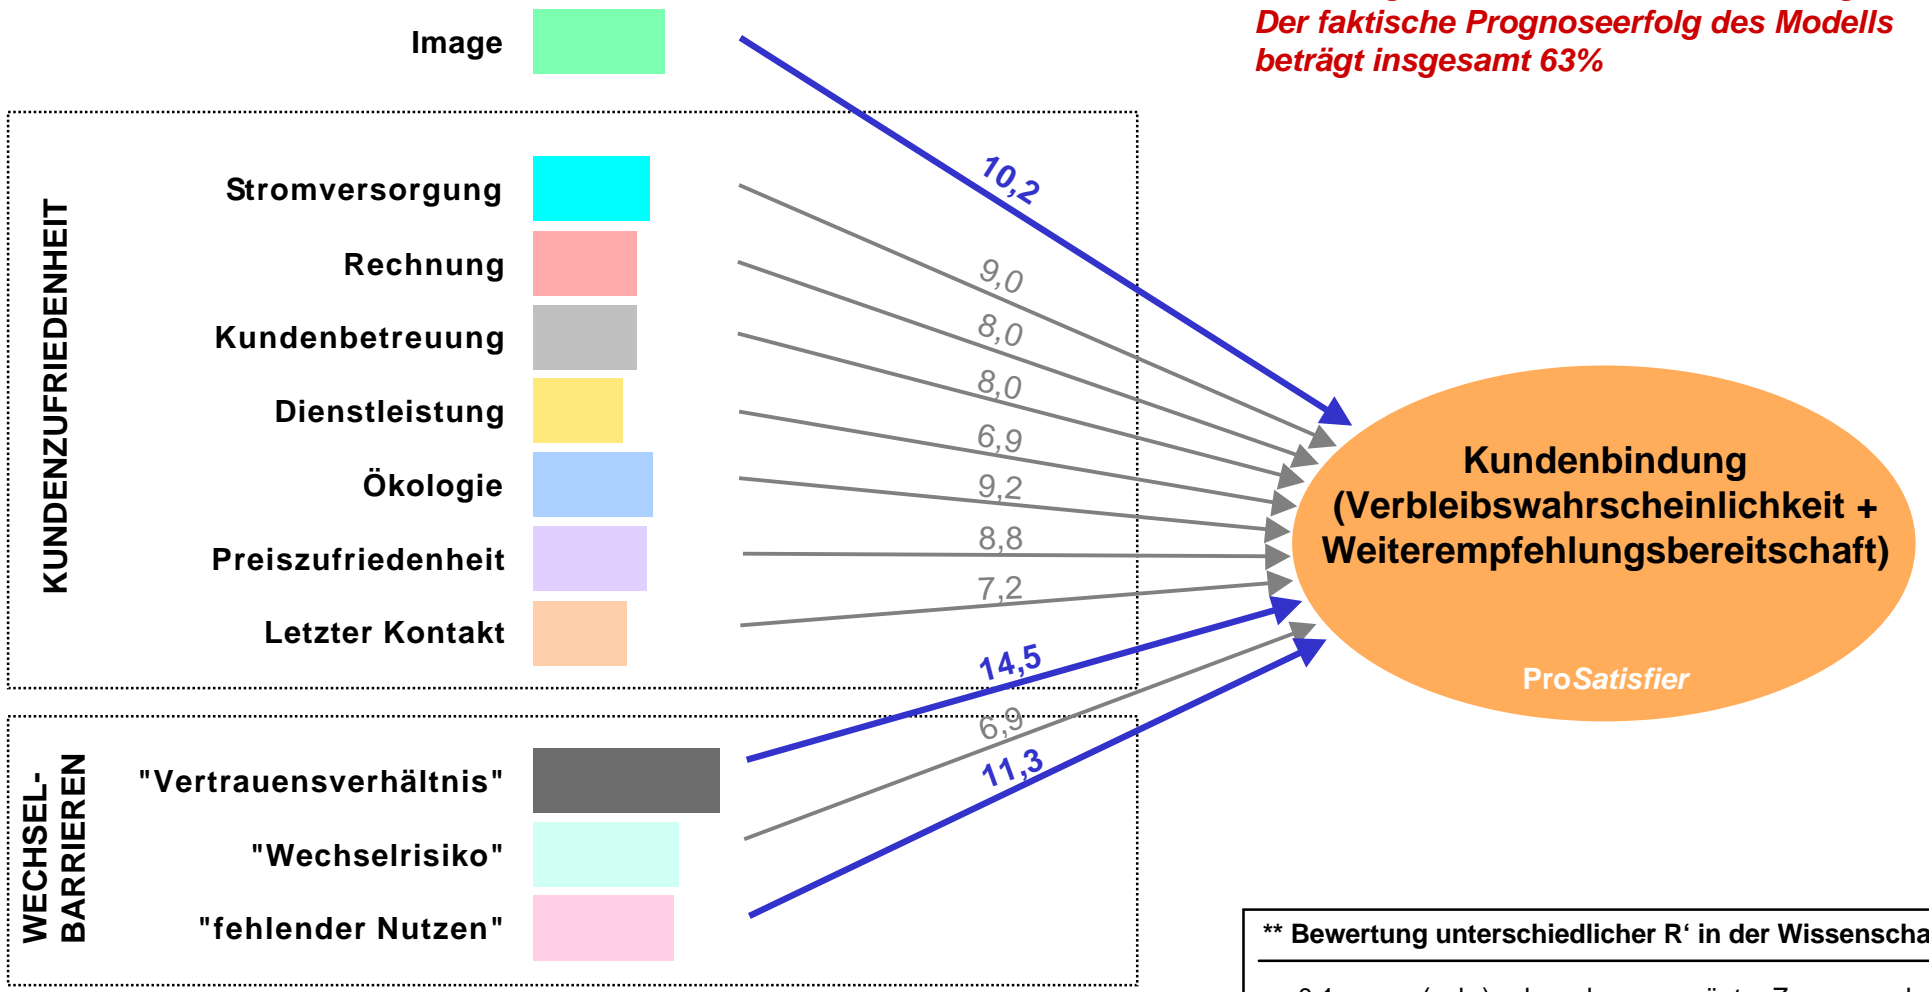 Der faktische Prognoseerfolg des Modells
beträgt insgesamt 63%
Image
10,2
KUNDENZUFRIEDENHEIT
Stromversorgung
9,0
Rechnung
8,0
Kundenbetreuung
8,0
Dienstleistung
6,9
Ökologie
9,2
Preiszufriedenheit
8,8
Letzter Kontakt
7,2
Kundenbindung
(Verbleibswahrscheinlichkeit +
Weiterempfehlungsbereitschaft)
ProSatisfier
WECHSEL-
BARRIEREN
"Vertrauensverhältnis"
14,5
"Wechselrisiko"
6,9
"fehlender Nutzen"
11,3
** Bewertung unterschiedlicher R‘ in der Wissenscha